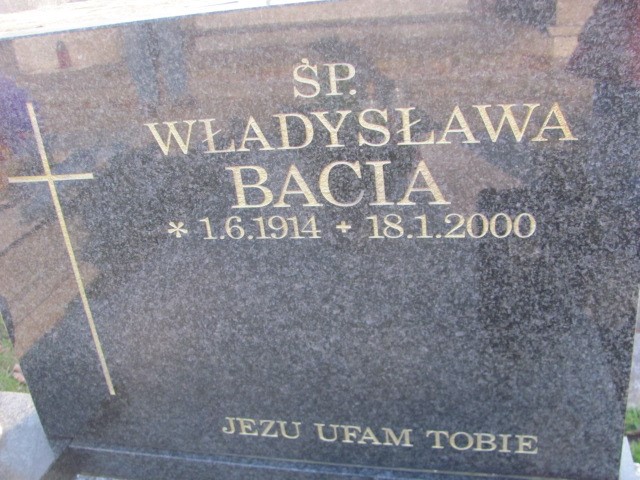 ŚP.
WŁADYSŁAWA
BACIA
* 1.6.1914 + 18.1.2000
JEZU UFAM TOBIE